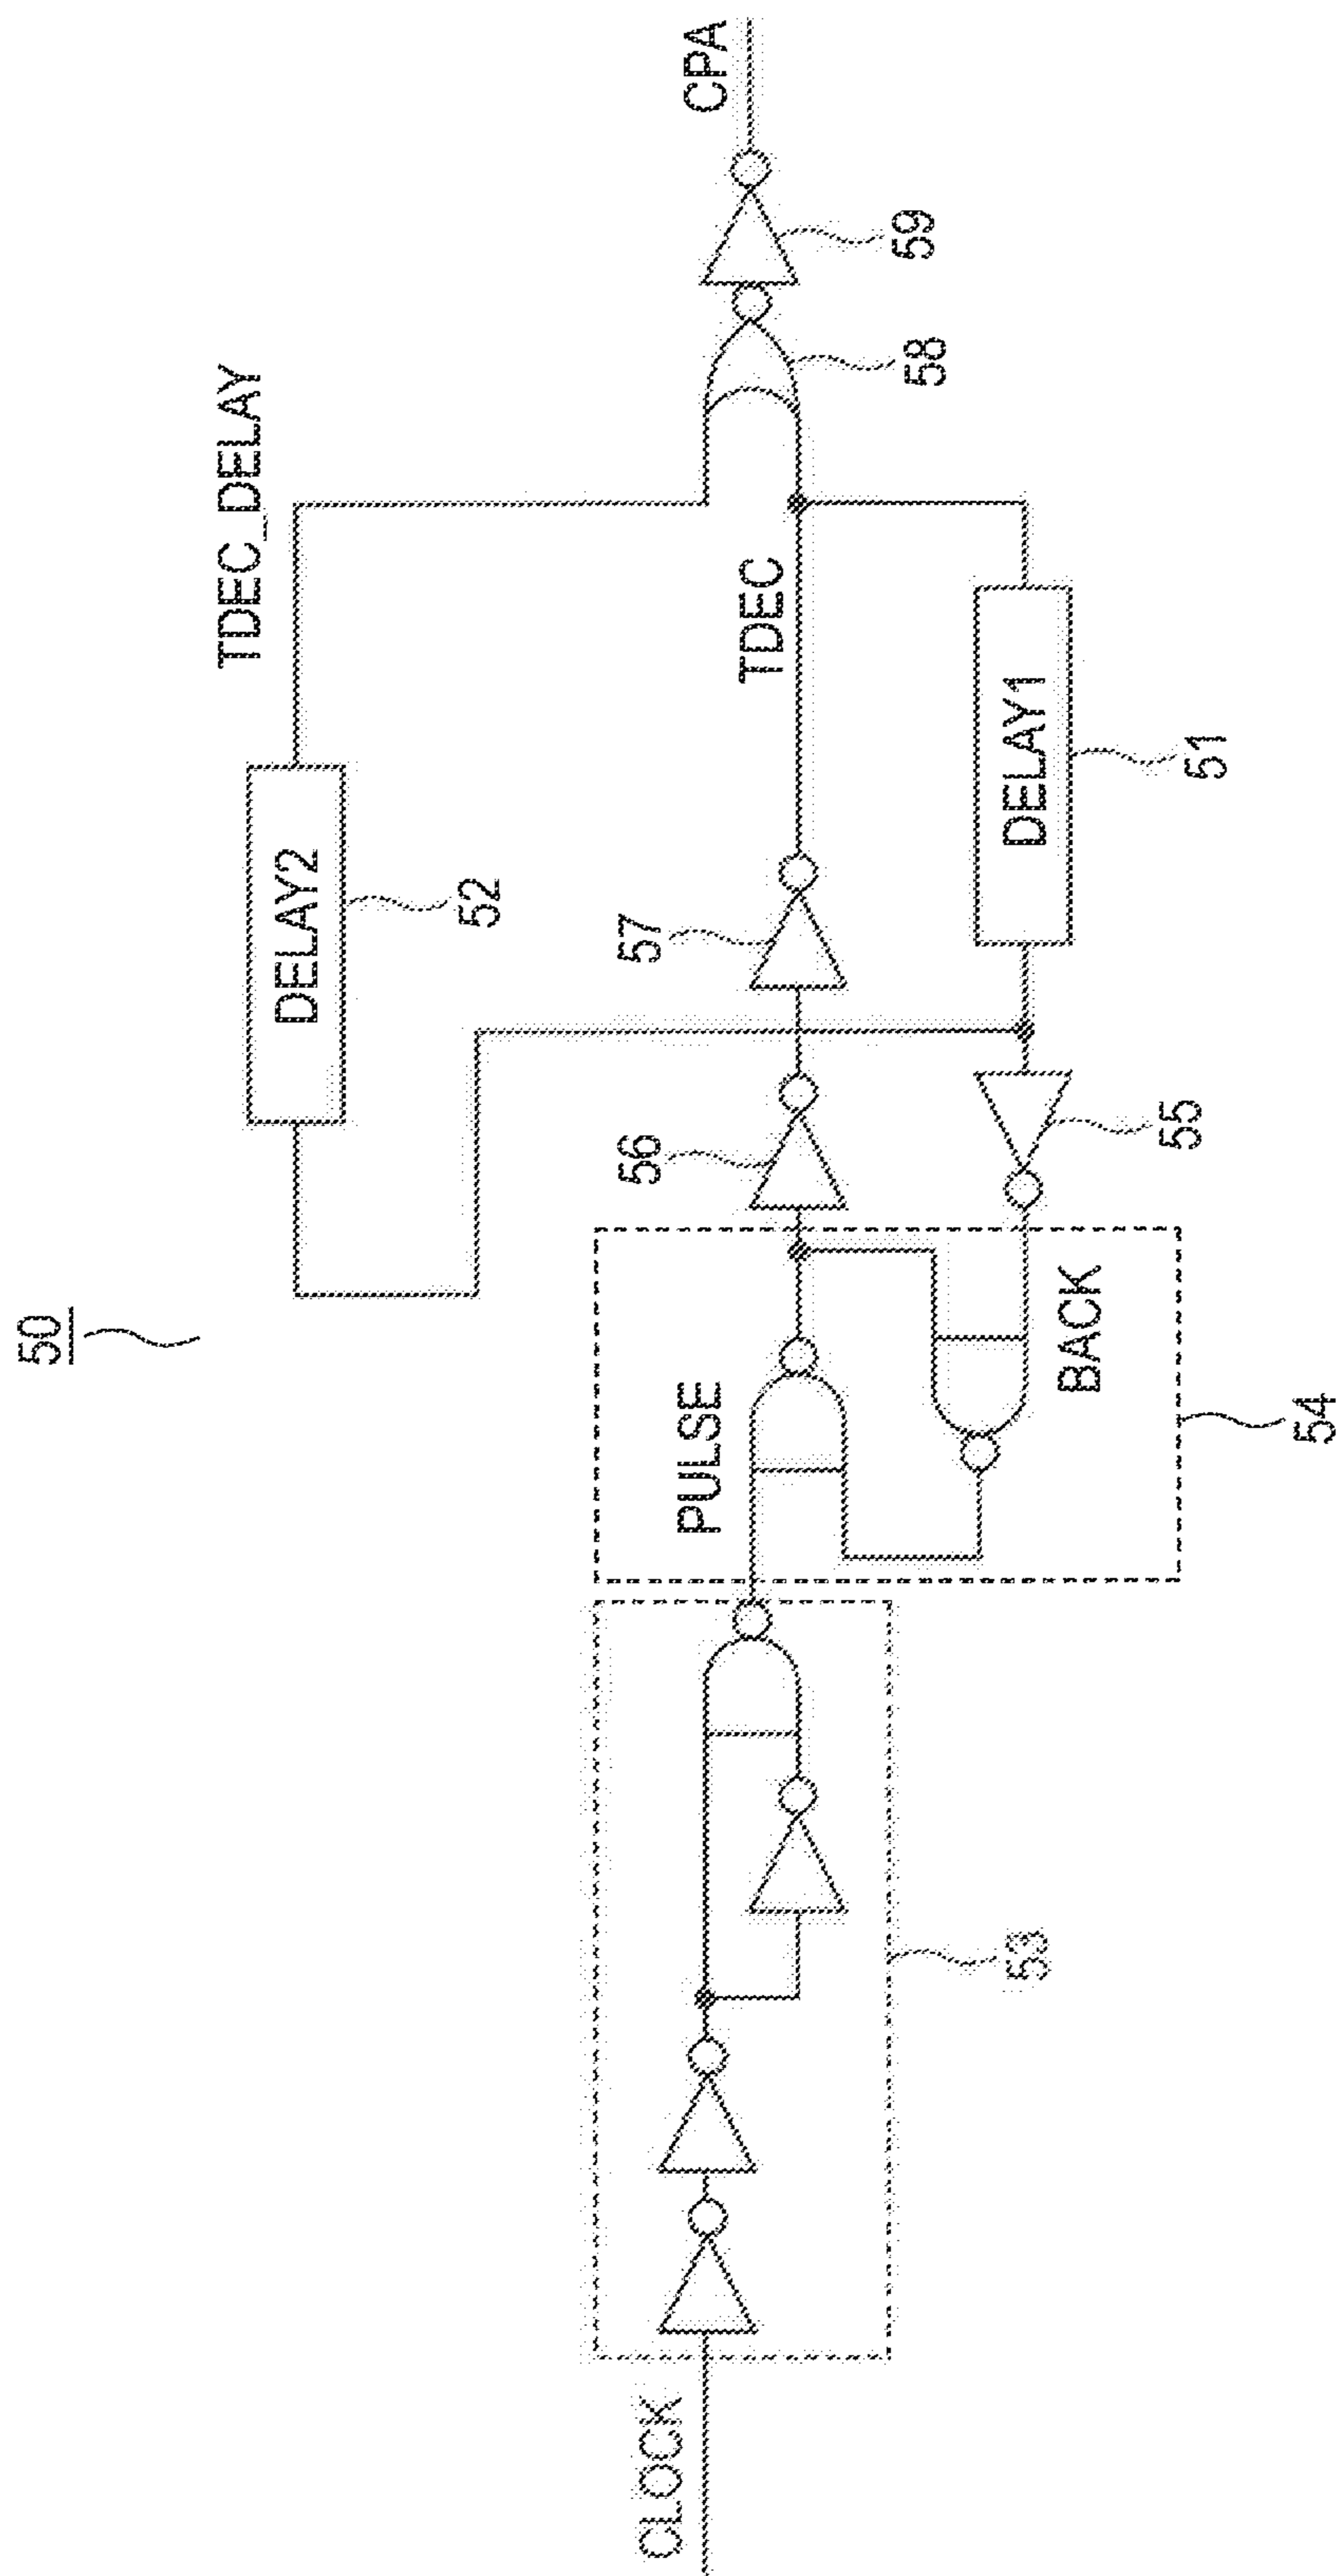 50
CLOCK
53
PULSE
BACK
54
55
56
57
DELAY2
52
TDEC_DELAY
TDEC
DELAY1
51
58
59
CPA